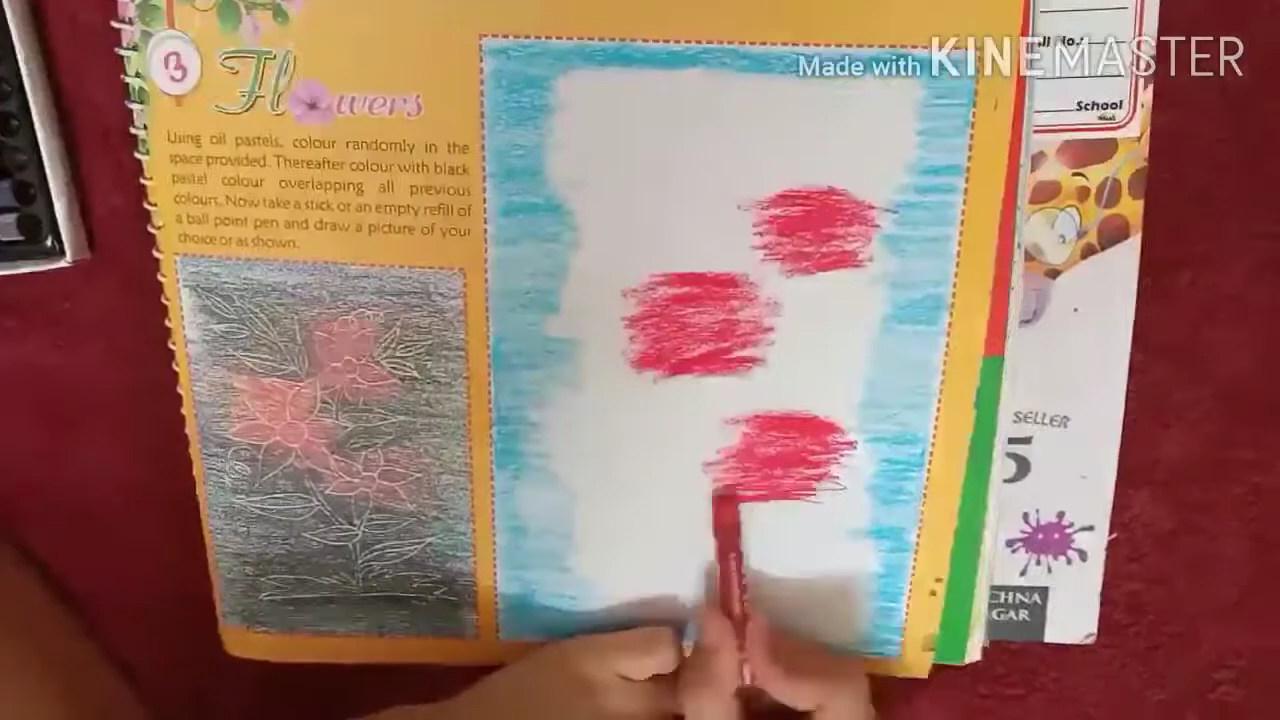 Made with KINEMASTER
3
Flowers
Using oil pastels, colour randomly in the
space provided. Thereafter colour with black
pastel colour overlapping all previous
colours. Now take a stick or an empty refill of
a ball point pen and draw a picture of your
choice or as shown.
School
SELLER
5
CHNA
GAR